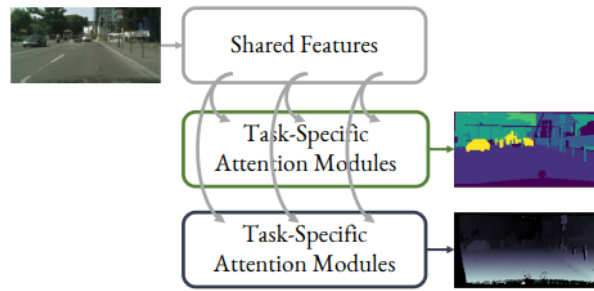 Shared Features
Task-Specific
Attention Modules
Task-Specific
Attention Modules